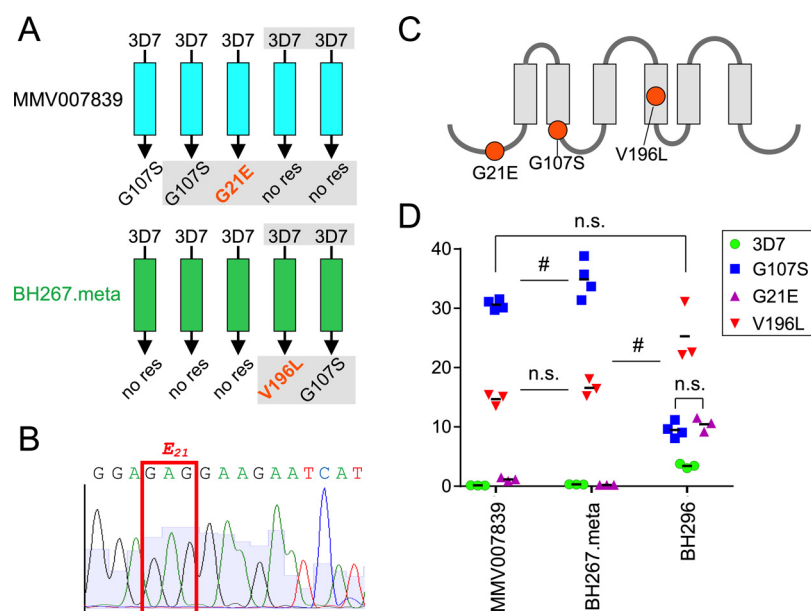 A
3D7 3D7 3D7 3D7 3D7
MMV007839
G107S G107S G21E no res no res
3D7 3D7 3D7 3D7 3D7
BH267.meta
no res no res no res V196L G107S
B
E21
G G A G A G G A A G A A T C A T
C
G21E
G107S
V196L
D
n.s.
40
30
20
10
0
#
n.s.
#
n.s.
3D7
G107S
G21E
V196L
MMV007839
BH267.meta
BH296